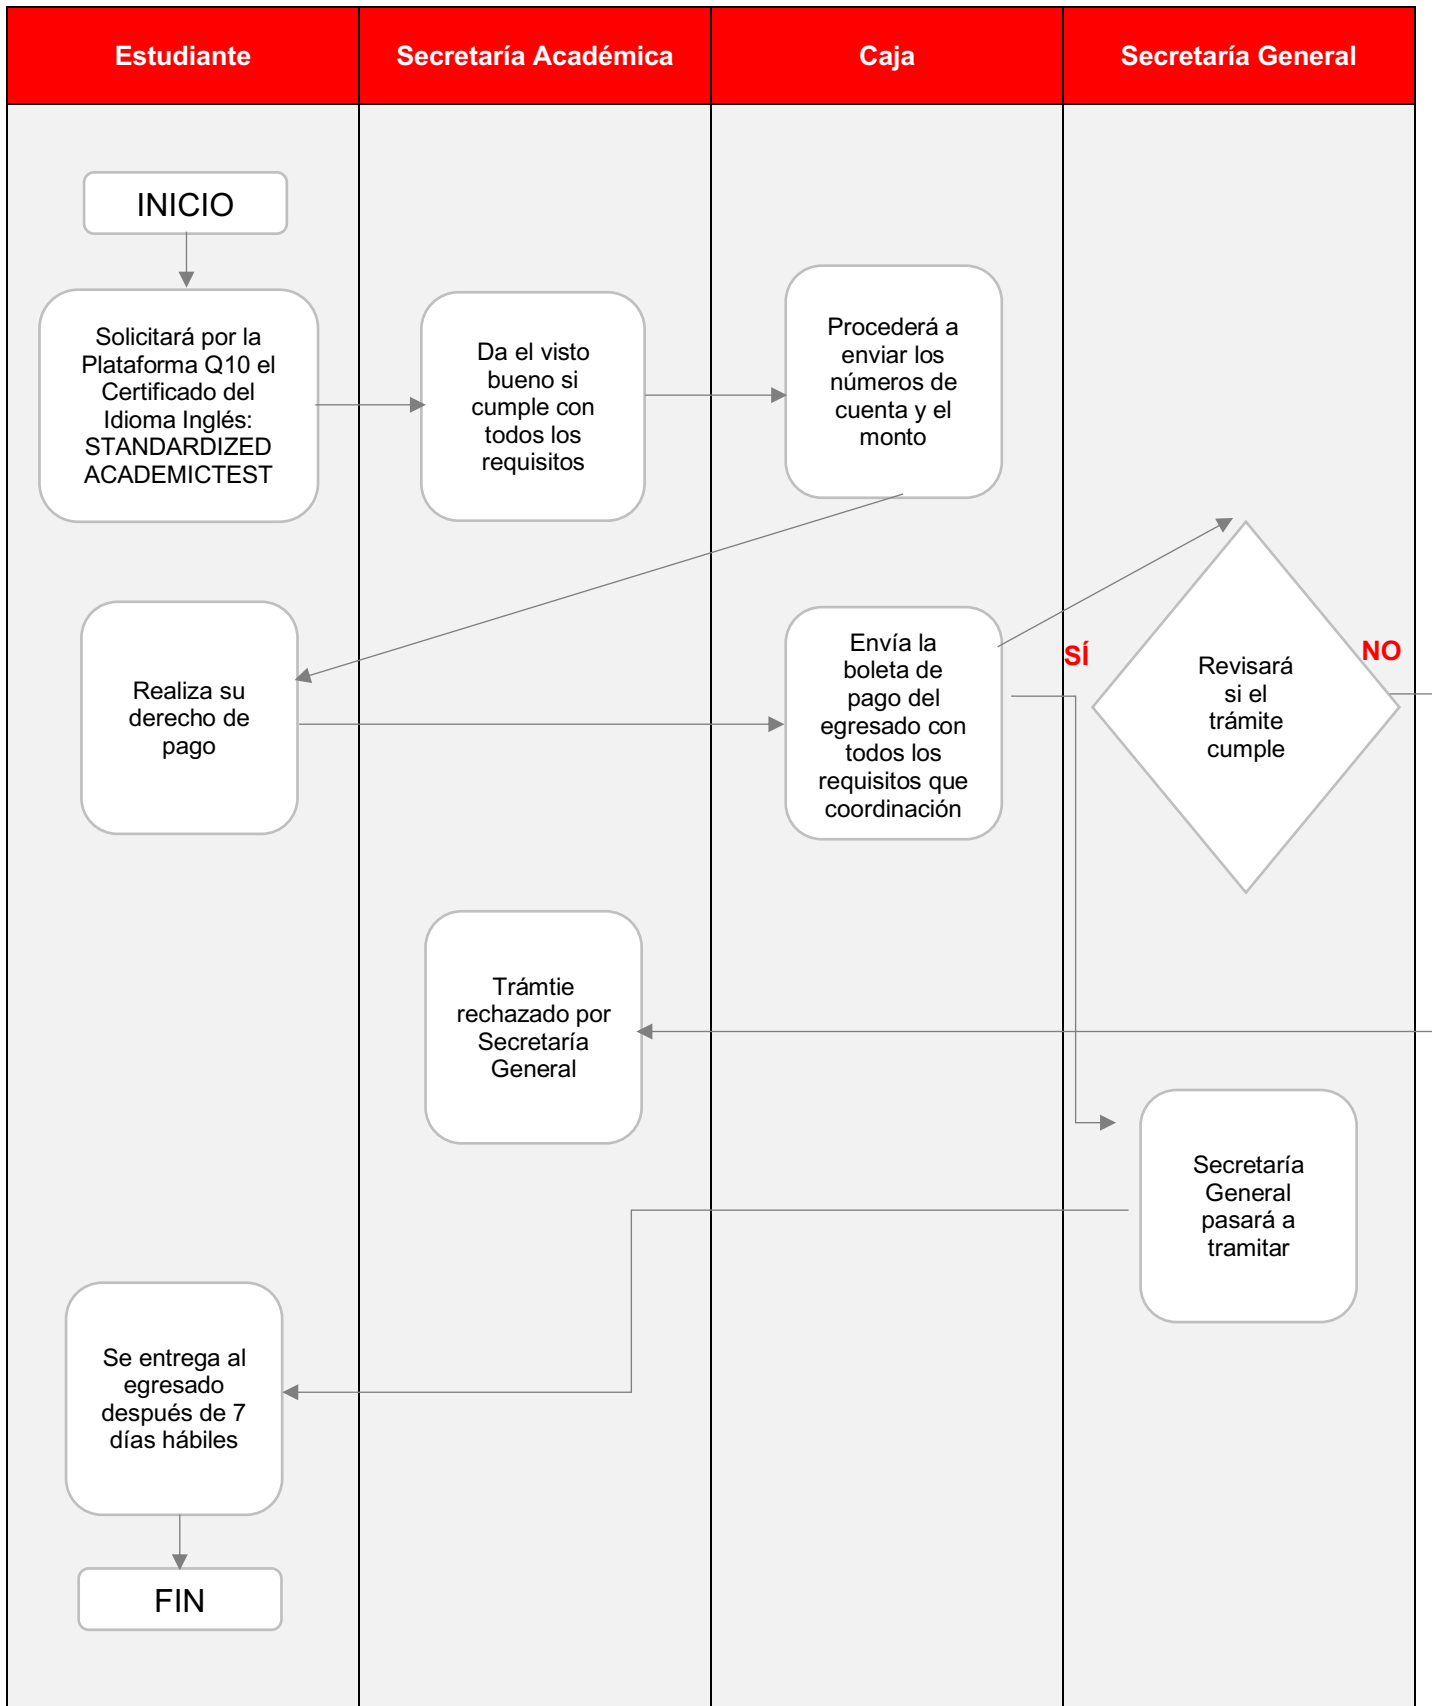 Estudiante
Secretaría Académica
Caja
Secretaría General
INICIO
Solicitará por la
Plataforma Q10 el
Certificado del
Idioma Inglés:
STANDARDIZED
ACADEMICTEST
Da el visto
bueno si
cumple con
todos los
requisitos
Procederá a
enviar los
números de
cuenta y el
monto
Realiza su
derecho de
pago
Envía la
boleta de
pago del
egresado con
todos los
requisitos que
coordinación
SÍ
Revisará
si el
trámite
cumple
NO
Trámtie
rechazado por
Secretaría
General
Secretaría
General
pasará a
tramitar
Se entrega al
egresado
después de 7
días hábiles
FIN